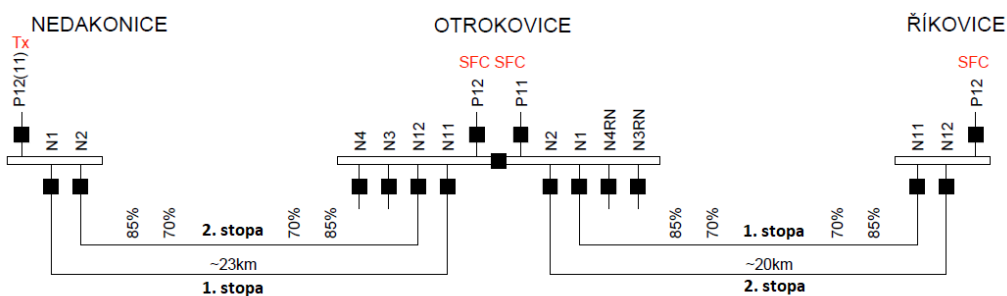 NEDAKONICE
OTROKOVICE
ŘÍKOVICE
Tx
SFC SFC
SFC
P12(11)
N1
N2
N4
N3
N12
N11
P12
P11
N2
N1
N4RN
N3RN
N11
N12
P12
85%
70%
2. stopa
70%
85%
85%
70%
1. stopa
70%
85%
~23km
~20km
1. stopa
2. stopa